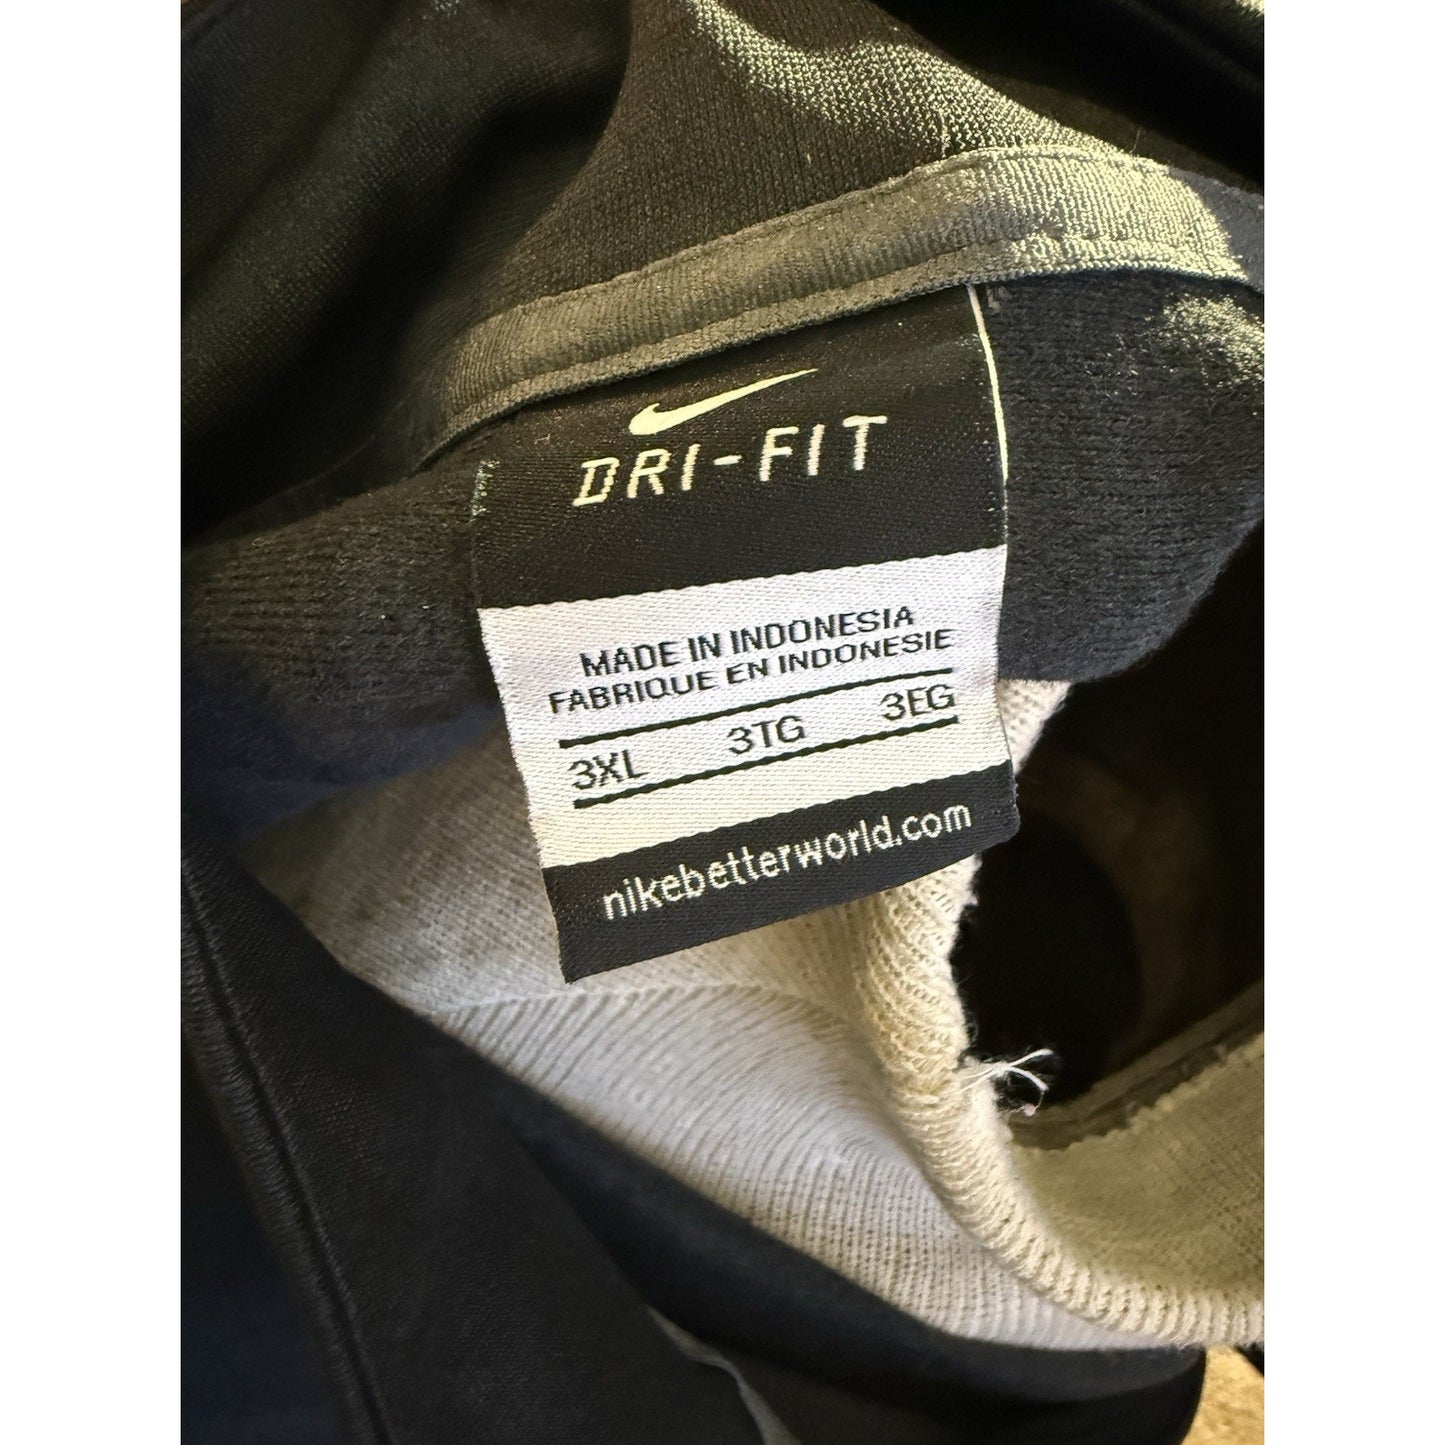 DRI-FIT
MADE IN INDONESIA
FABRIQUE EN INDONESIE
3XL 3TG 3EG
nikebetterworld.com